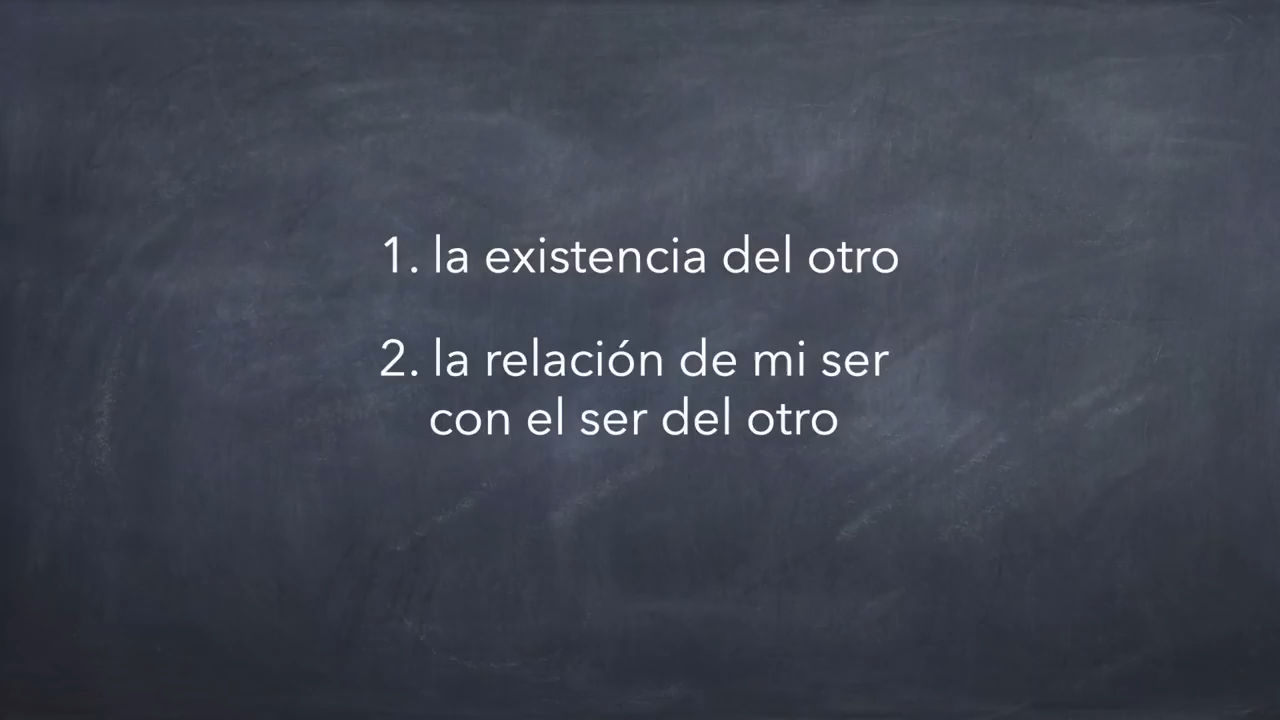 1. la existencia del otro
2. la relación de mi ser
con el ser del otro